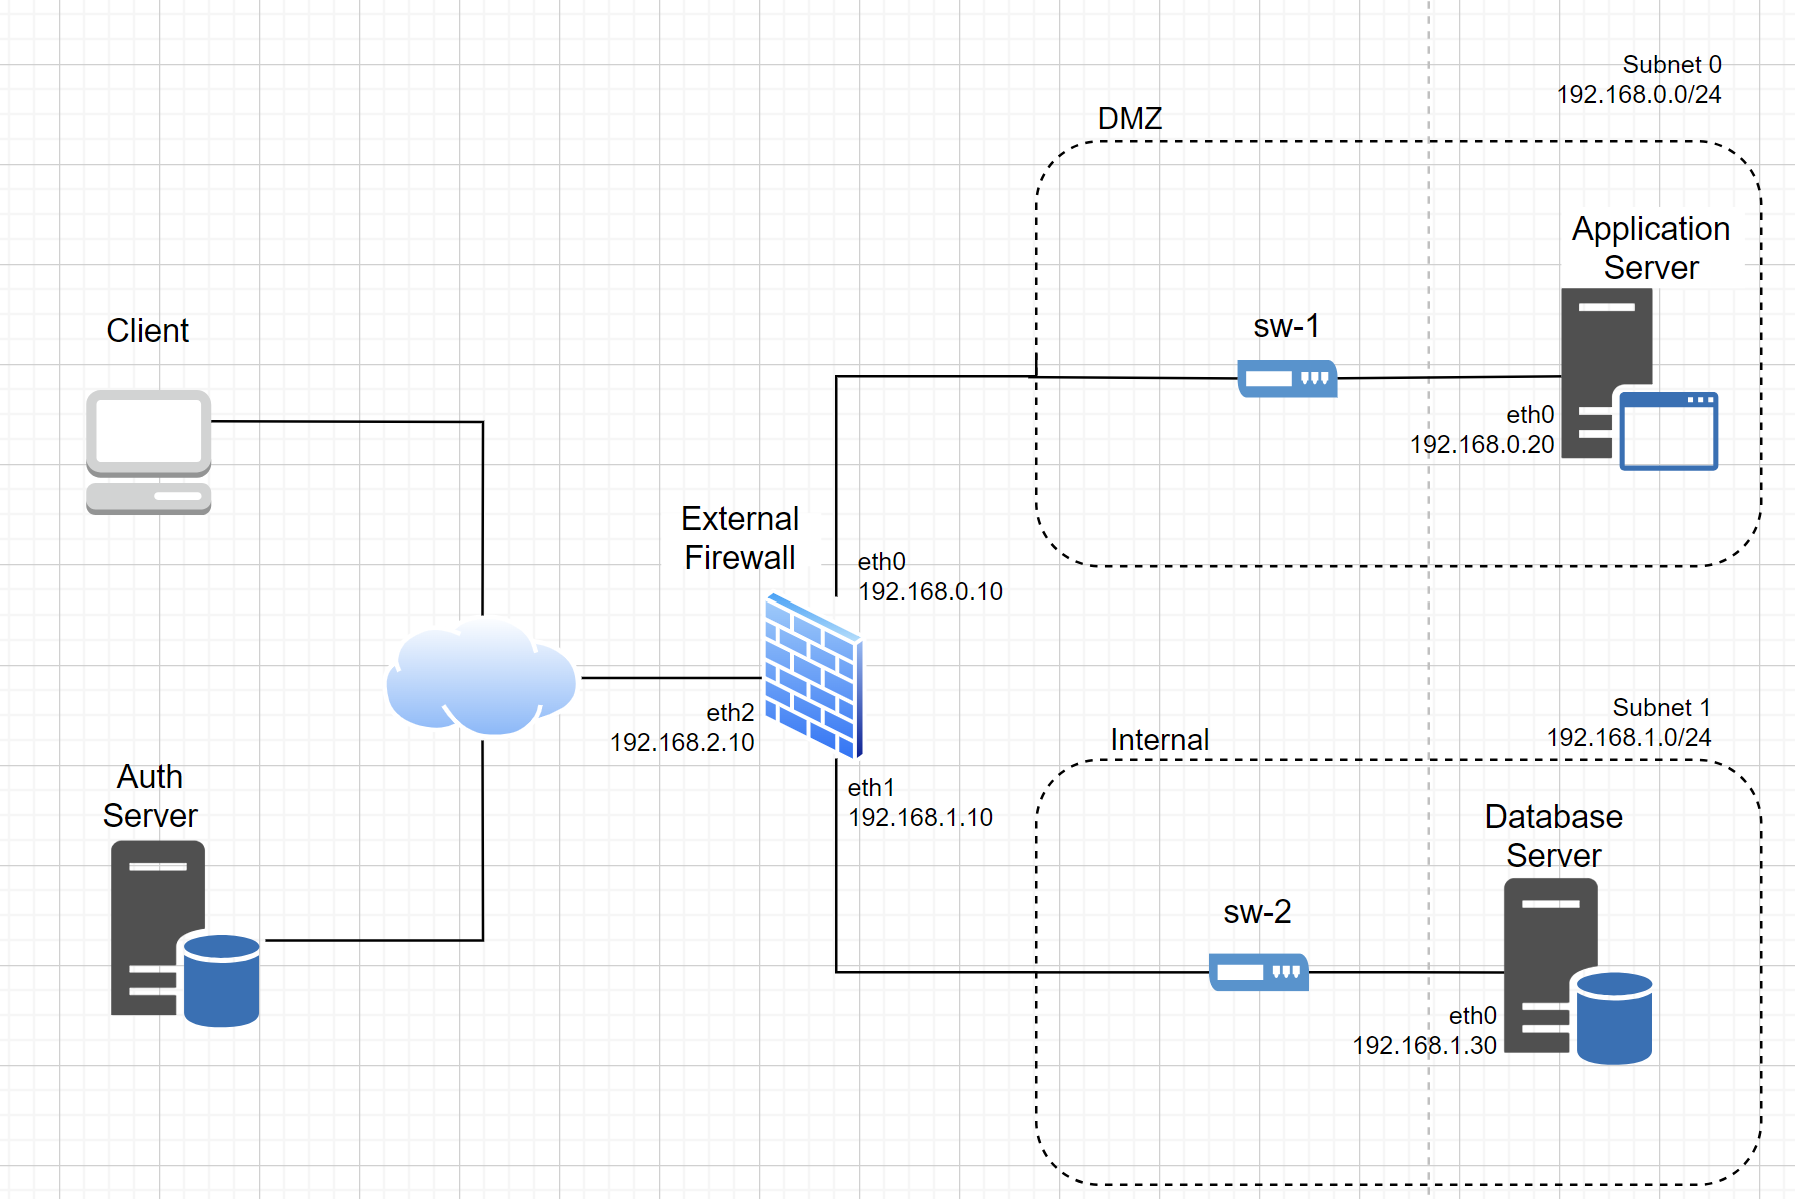 Subnet 0
192.168.0.0/24
DMZ
Application
Server
sw-1
eth0
192.168.0.20
Client
External
Firewall
eth0
192.168.0.10
eth2
192.168.2.10
eth1
192.168.1.10
Auth
Server
Subnet 1
192.168.1.0/24
Internal
Database
Server
sw-2
eth0
192.168.1.30